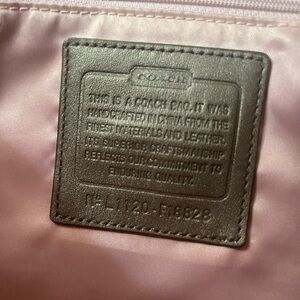 COACH
THIS IS A COACH BAG. IT WAS
HANDCRAFTED IN CHINA FROM THE
FINEST MATERIALS AND LEATHER.
ITS SUPERIOR CRAFTSMANSHIP
REFLECTS OUR COMMITMENT TO
ENDURING QUALITY.
Nº L1120-F16828